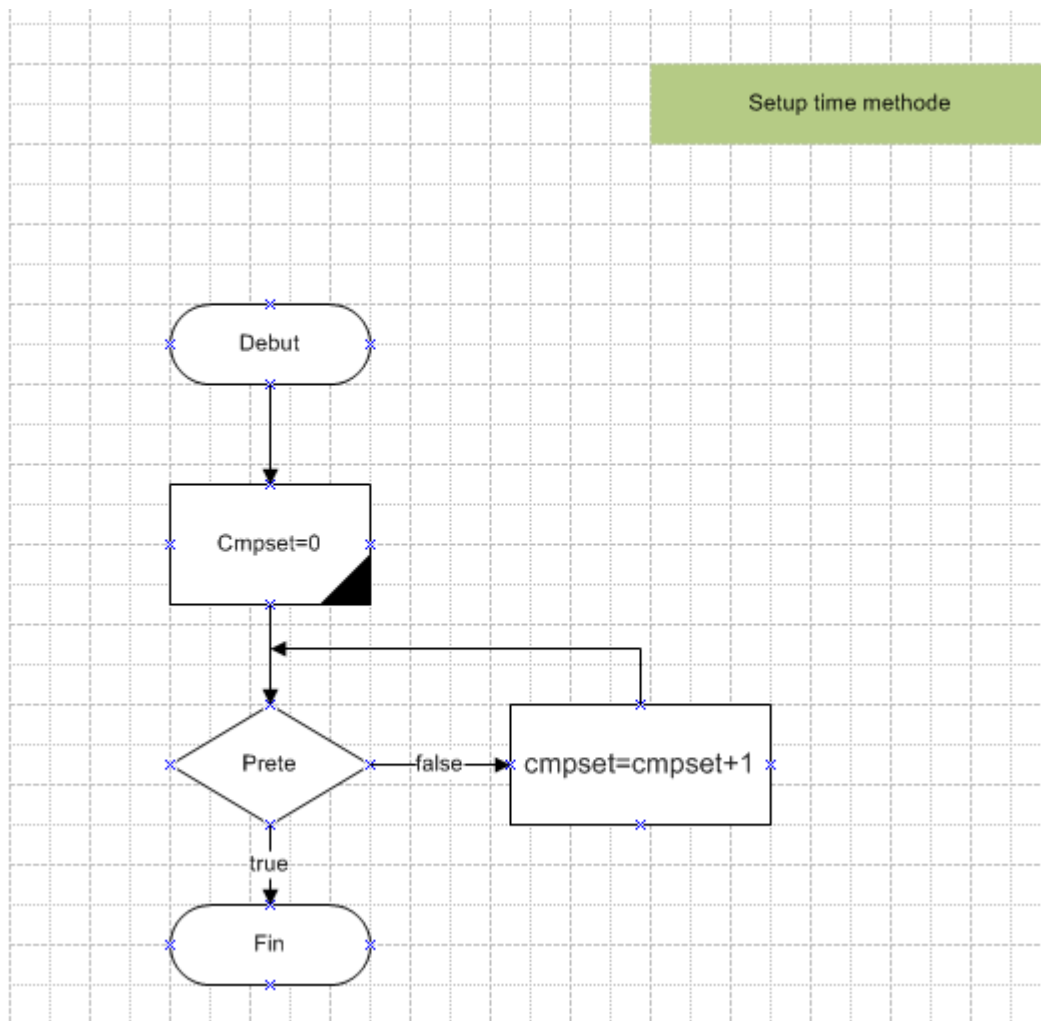 Setup time methode
Debut
Cmpset=0
Prete
false
cmpset=cmpset+1
true
Fin